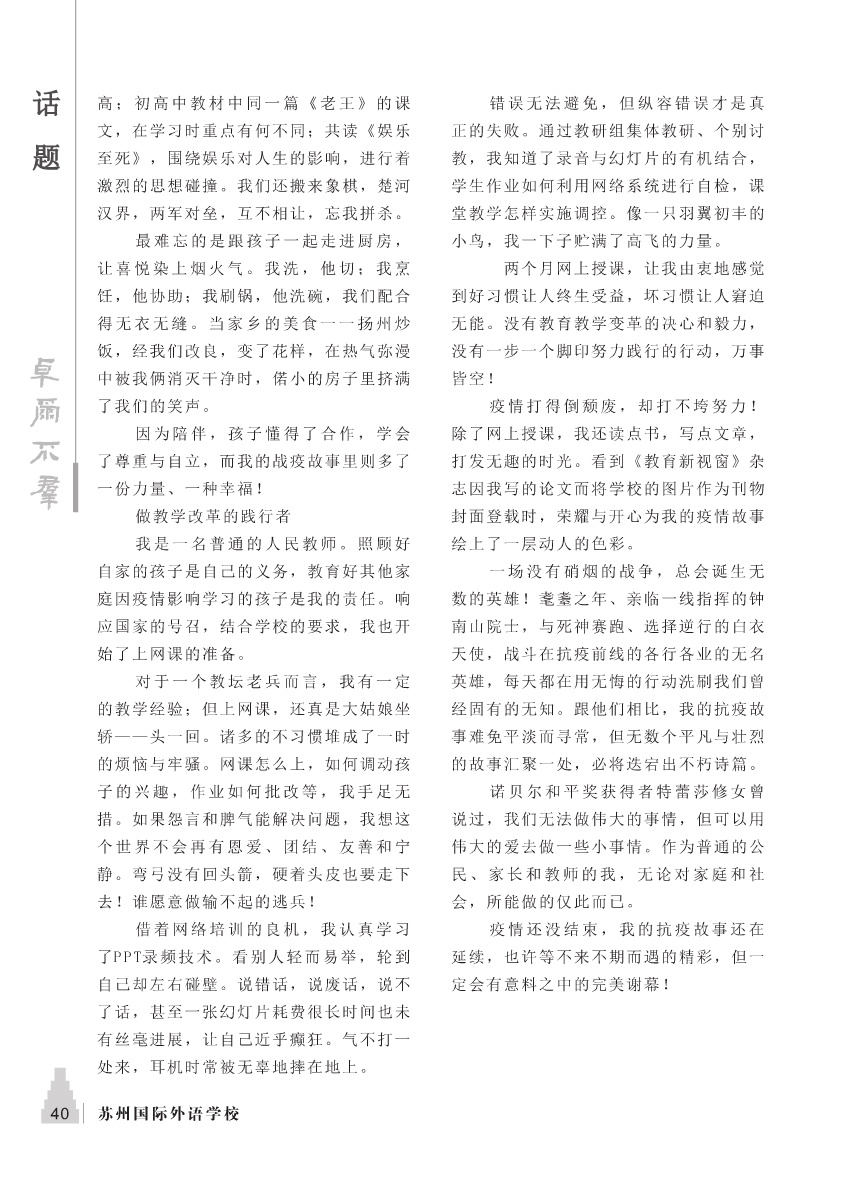 话
题
卓尔不群
高；初高中教材中同一篇《老王》的课
文，在学习时重点有何不同；共读《娱乐
至死》，围绕娱乐对人生的影响，进行着
激烈的思想碰撞。我们还搬来象棋，楚河
汉界，两军对垒，互不相让，忘我拼杀。
最难忘的是跟孩子一起走进厨房，
让喜悦染上烟火气。我洗，他切；我烹
饪，他协助；我刷锅，他洗碗，我们配合
得无衣无缝。当家乡的美食一一扬州炒
饭，经我们改良，变了花样，在热气弥漫
中被我俩消灭干净时，偌小的房子里挤满
了我们的笑声。
因为陪伴，孩子懂得了合作，学会
了尊重与自立，而我的战疫故事里则多了
一份力量、一种幸福！
做教学改革的践行者
我是一名普通的人民教师。照顾好
自家的孩子是自己的义务，教育好其他家
庭因疫情影响学习的孩子是我的责任。响
应国家的号召，结合学校的要求，我也开
始了上网课的准备。
对于一个教坛老兵而言，我有一定
的教学经验；但上网课，还真是大姑娘坐
轿——头一回。诸多的不习惯堆成了一时
的烦恼与牢骚。网课怎么上，如何调动孩
子的兴趣，作业如何批改等，我手足无
措。如果怨言和脾气能解决问题，我想这
个世界不会再有恩爱、团结、友善和宁
静。弯弓没有回头箭，硬着头皮也要走下
去！谁愿意做输不起的逃兵！
借着网络培训的良机，我认真学习
了PPT录频技术。看别人轻而易举，轮到
自己却左右碰壁。说错话，说废话，说不
了话，甚至一张幻灯片耗费很长时间也未
有丝毫进展，让自己近乎癫狂。气不打一
处来，耳机时常被无辜地摔在地上。
错误无法避免，但纵容错误才是真
正的失败。通过教研组集体教研、个别讨
教，我知道了录音与幻灯片的有机结合，
学生作业如何利用网络系统进行自检，课
堂教学怎样实施调控。像一只羽翼初丰的
小鸟，我一下子贮满了高飞的力量。
两个月网上授课，让我由衷地感觉
到好习惯让人终生受益，坏习惯让人窘迫
无能。没有教育教学变革的决心和毅力，
没有一步一个脚印努力践行的行动，万事
皆空！
疫情打得倒颓废，却打不垮努力！
除了网上授课，我还读点书，写点文章，
打发无趣的时光。看到《教育新视窗》杂
志因我写的论文而将学校的图片作为刊物
封面登载时，荣耀与开心为我的疫情故事
绘上了一层动人的色彩。
一场没有硝烟的战争，总会诞生无
数的英雄！耄耋之年、亲临一线指挥的钟
南山院士，与死神赛跑、选择逆行的白衣
天使，战斗在抗疫前线的各行各业的无名
英雄，每天都在用无悔的行动洗刷我们曾
经固有的无知。跟他们相比，我的抗疫故
事难免平淡而寻常，但无数个平凡与壮烈
的故事汇聚一处，必将迭宕出不朽诗篇。
诺贝尔和平奖获得者特蕾莎修女曾
说过，我们无法做伟大的事情，但可以用
伟大的爱去做一些小事情。作为普通的公
民、家长和教师的我，无论对家庭和社
会，所能做的仅此而已。
疫情还没结束，我的抗疫故事还在
延续，也许等不来不期而遇的精彩，但一
定会有意料之中的完美谢幕！
40 苏州国际外语学校